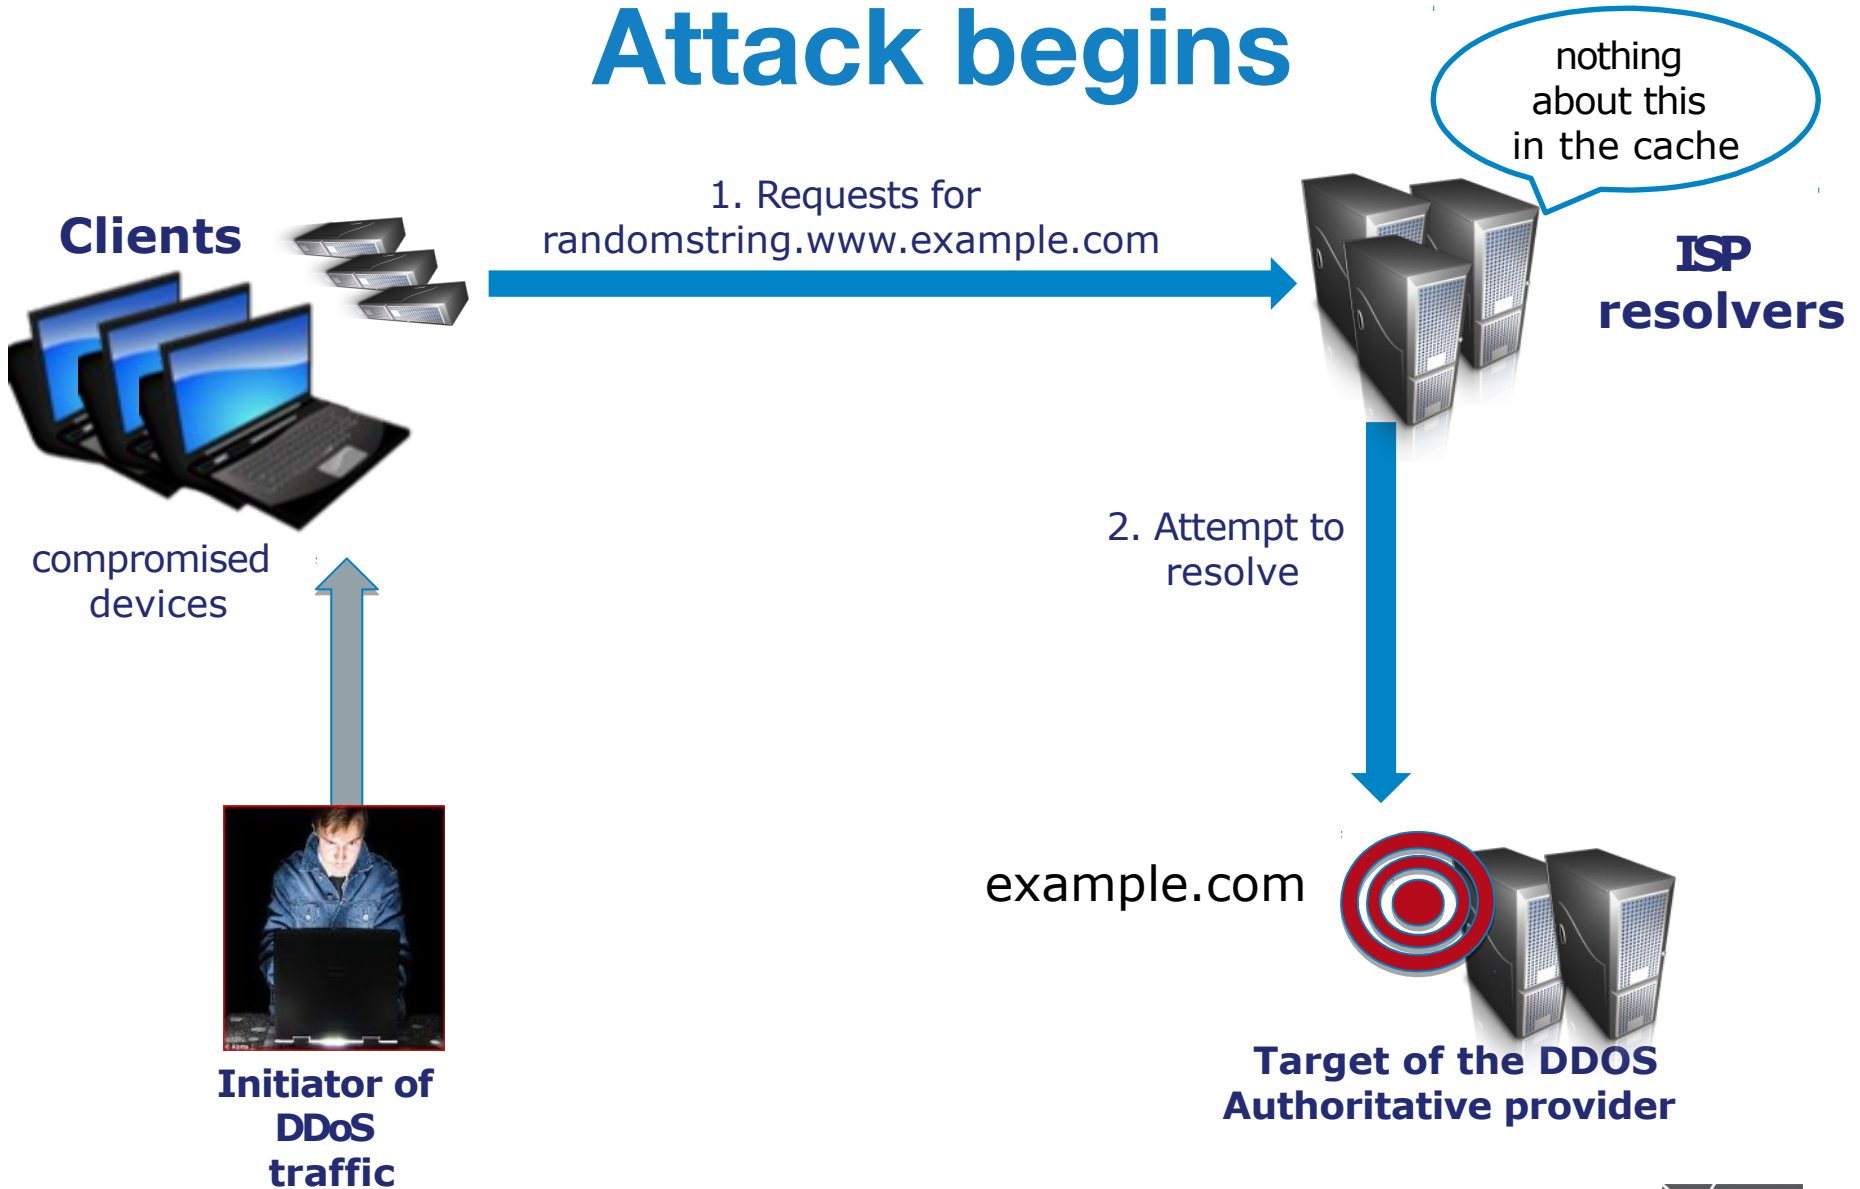 Attack begins
nothing
about this
in the cache
1. Requests for
randomstring.www.example.com
Clients
ISP
resolvers
compromised
devices
2. Attempt to
resolve
example.com
Target of the DDOS
Authoritative provider
Initiator of
DDoS
traffic